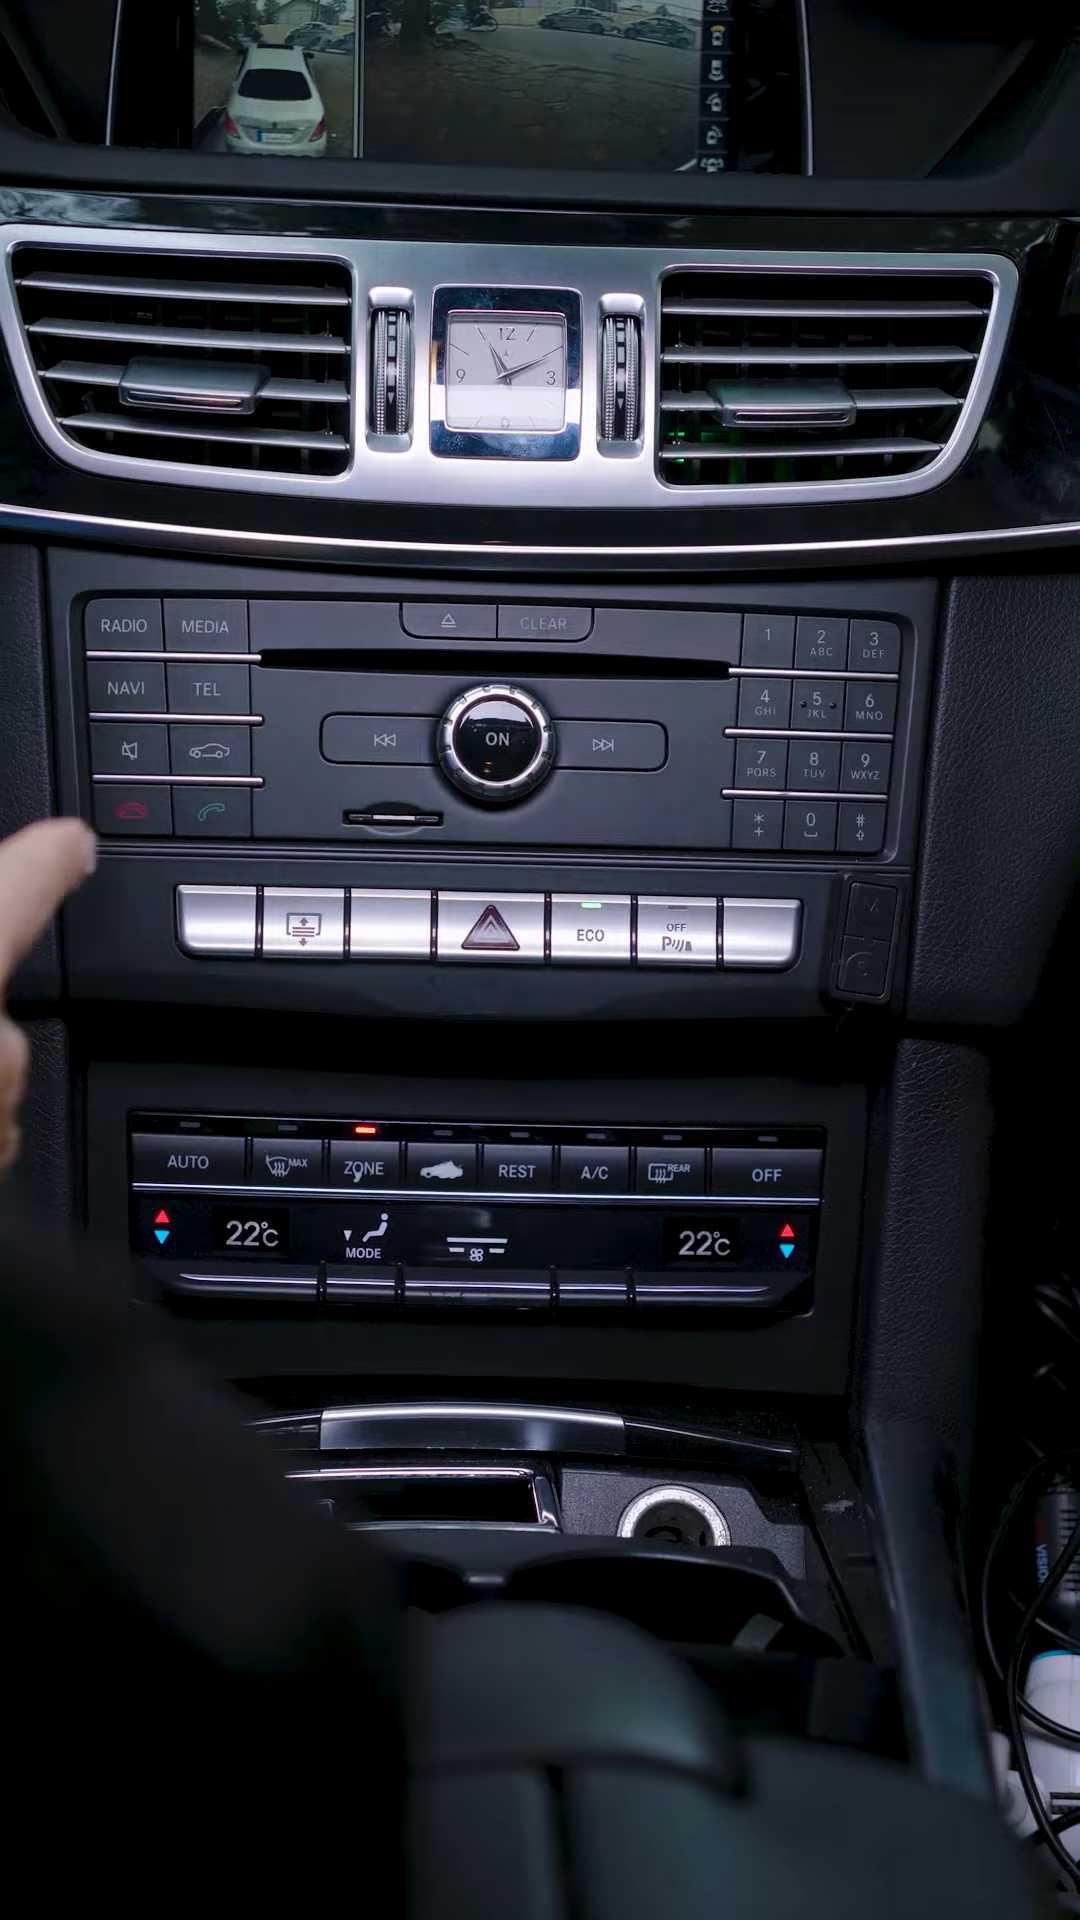 12
9 3
6
RADIO MEDIA CLEAR
NAVI TEL
1 2 ABC 3 DEF
4 GHI 5 JKL 6 MNO
7 PQRS 8 TUV 9 WXYZ
* + 0 #
ON
ECO
OFF
P
AUTO MAX ZONE REST A/C REAR OFF
22°C MODE 22°C